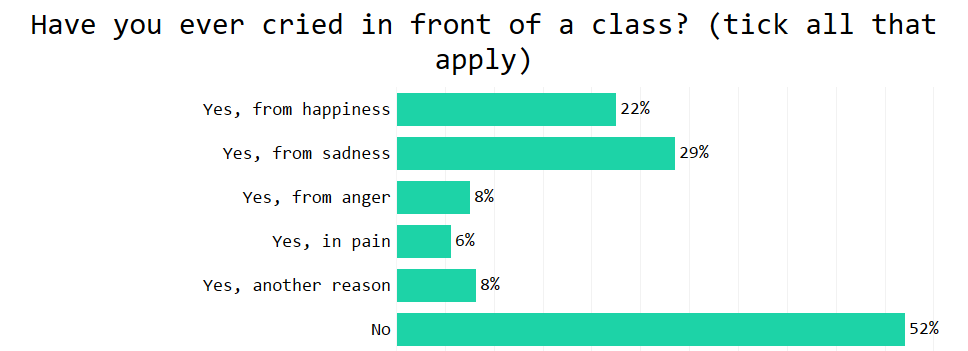 Have you ever cried in front of a class? (tick all that
apply)
Yes, from happiness 22%
Yes, from sadness 29%
Yes, from anger 8%
Yes, in pain 6%
Yes, another reason 8%
No 52%